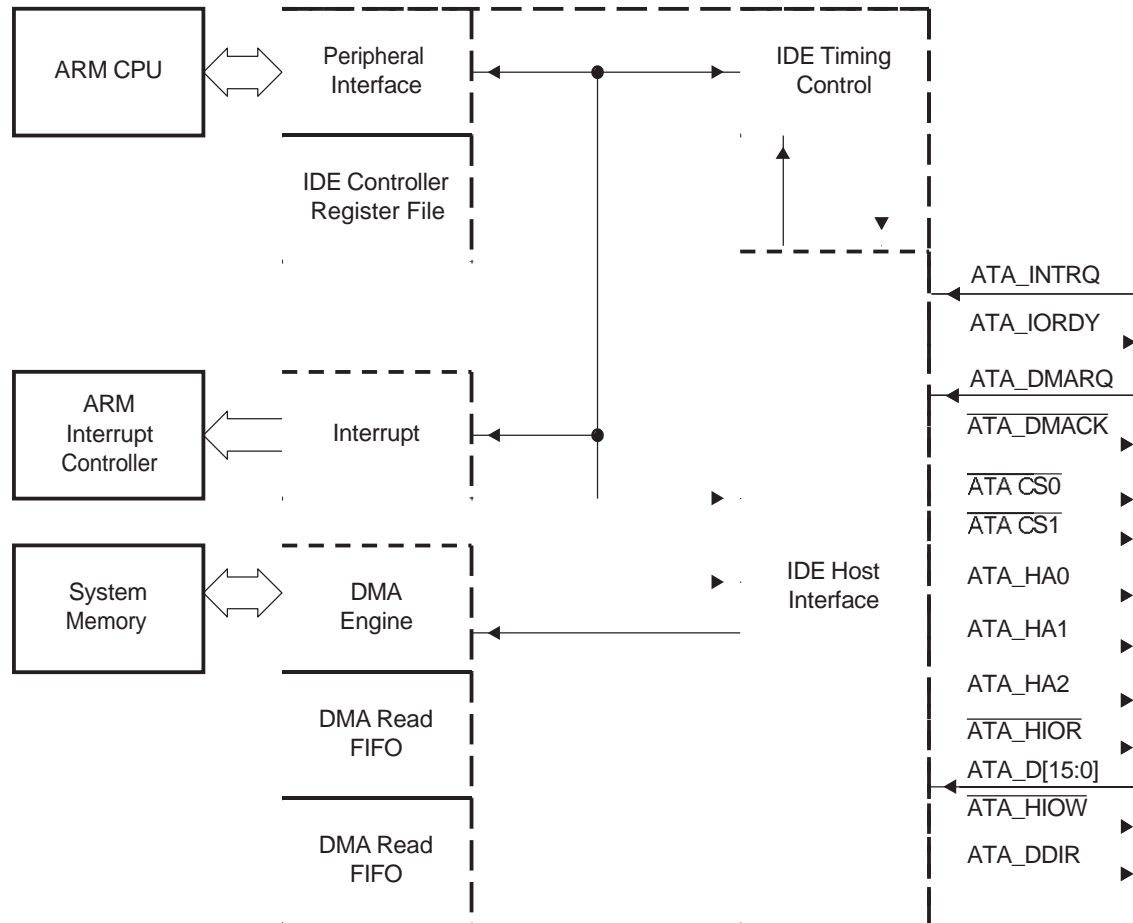 ARM CPU
Peripheral
Interface
IDE Timing
Control
IDE Controller
Register File
ATA_INTRQ
ATA_IORDY
ARM
Interrupt
Controller
Interrupt
ATA_DMARQ
ATA_DMACK
ATA CS0
ATA CS1
System
Memory
DMA
Engine
IDE Host
Interface
ATA_HA0
ATA_HA1
ATA_HA2
DMA Read
FIFO
ATA_HIOR
ATA_D[15:0]
ATA_HIOW
DMA Read
FIFO
ATA_DDIR